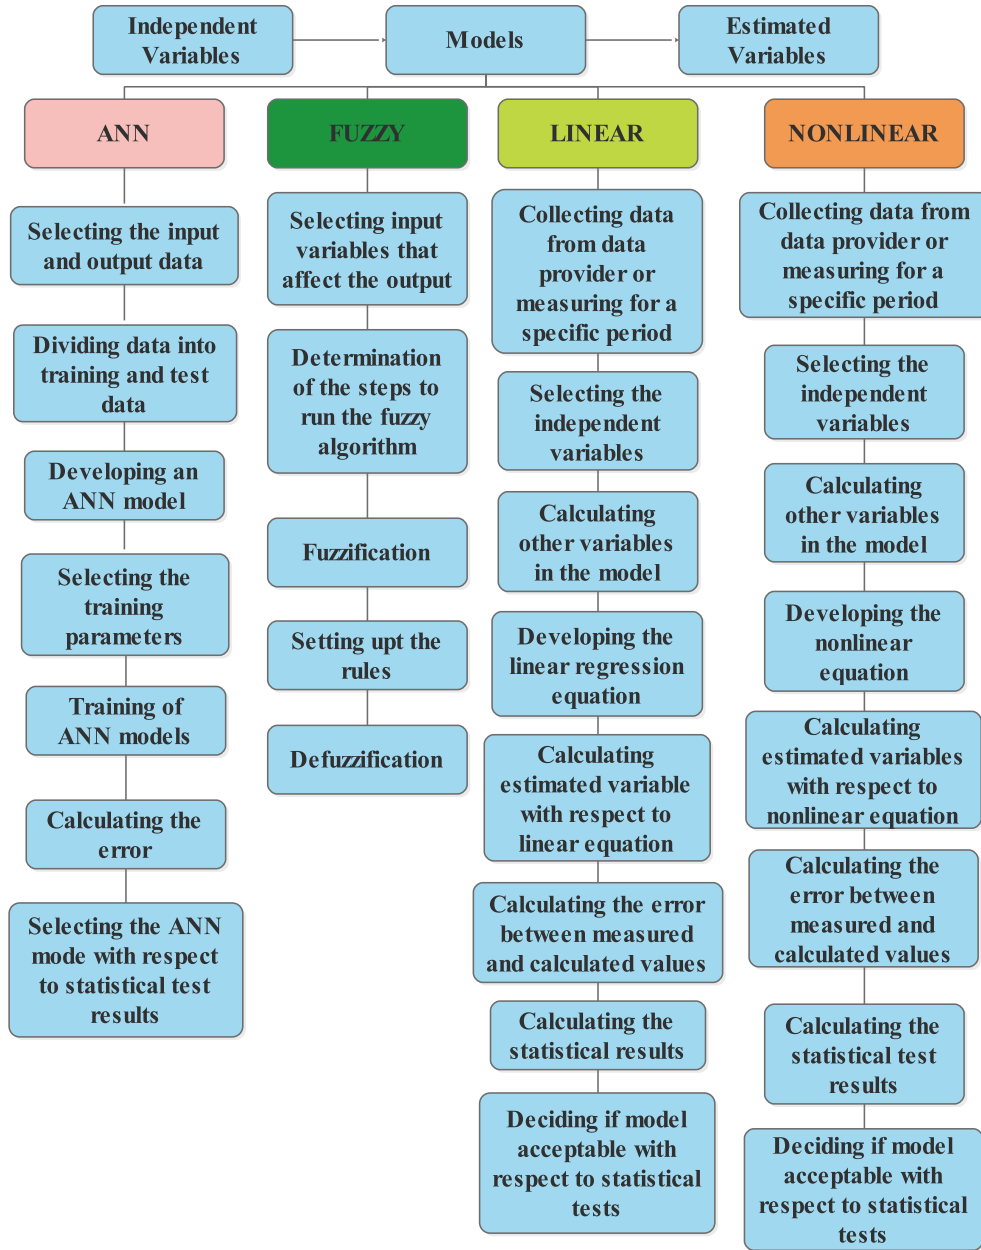 Independent
Variables
Models
Estimated
Variables
ANN
Selecting the input
and output data
Dividing data into
training and test
data
Developing an
ANN model
Selecting the
training
parameters
Training of
ANN models
Calculating the
error
Selecting the ANN
mode with respect
to statistical test
results
FUZZY
Selecting input
variables that
affect the output
Determination
of the steps to
run the fuzzy
algorithm
Fuzzification
Setting upt the
rules
Defuzzification
LINEAR
Collecting data
from data
provider or
measuring for a
specific period
Selecting the
independent
variables
Calculating
other variables
in the model
Developing the
linear regression
equation
Calculating
estimated variable
with respect to
linear equation
Calculating the error
between measured
and calculated values
Calculating the
statistical results
Deciding if model
acceptable with
respect to statistical
tests
NONLINEAR
Collecting data from
data provider or
measuring for a
specific period
Selecting the
independent
variables
Calculating
other variables
in the model
Developing the
nonlinear
equation
Calculating
estimated variables
with respect to
nonlinear equation
Calculating the
error between
measured and
calculated values
Calculating the
statistical test
results
Deciding if model
acceptable with
respect to statistical
tests